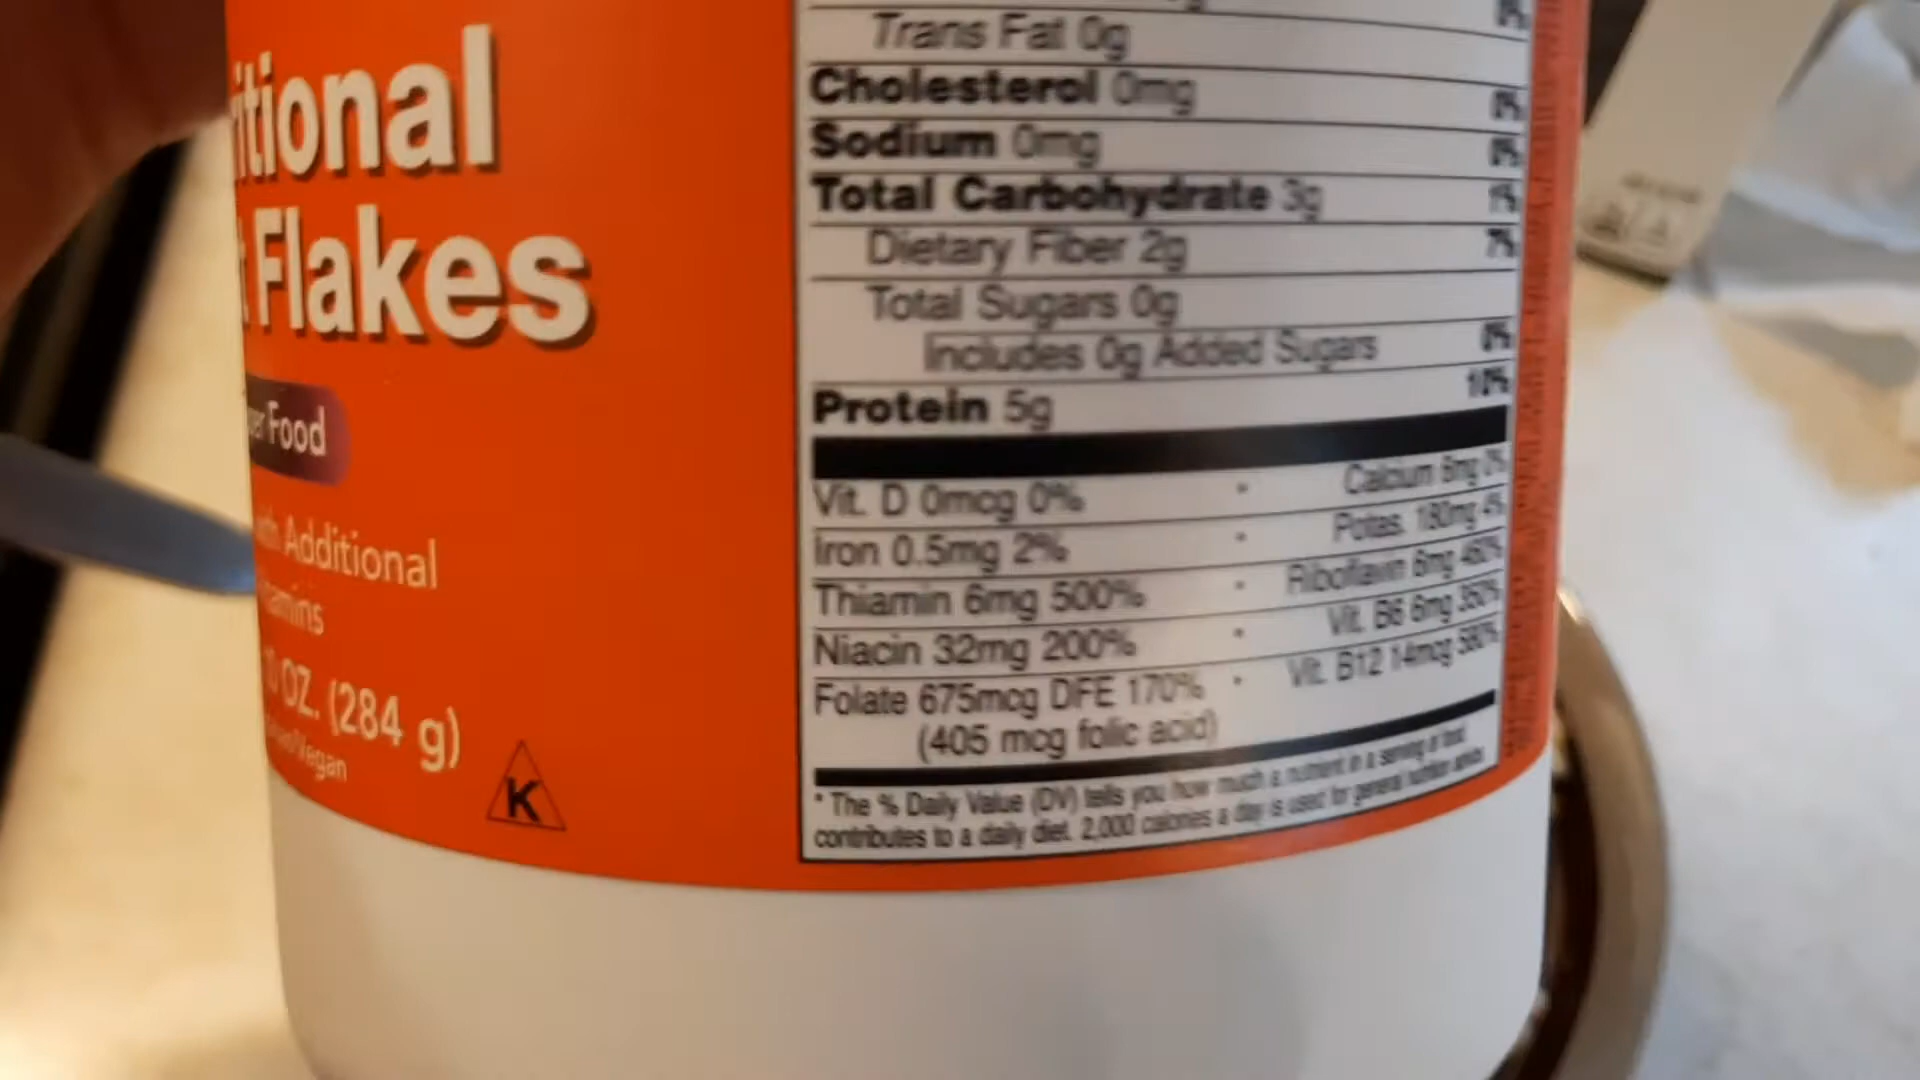 itional
Flakes
Food
Additional
OZ. (284 g)
Vegan
K
Trans Fat 0g
Cholesterol 0mg 0%
Sodium 0mg 0%
Total Carbohydrate 3g 1%
Dietary Fiber 2g 7%
Total Sugars 0g
Includes 0g Added Sugars 0%
Protein 5g 10%
Vit. D 0mcg 0% • Calcium 6mg 0%
Iron 0.5mg 2% • Potas. 180mg 4%
Thiamin 6mg 500% • Riboflavin 6mg 460%
Niacin 32mg 200% • Vit. B6 6mg 350%
Folate 675mcg DFE 170% • Vit. B12 14mcg 580%
(405 mcg folic acid)
* The % Daily Value (DV) tells you how much a nutrient in a serving of food
contributes to a daily diet. 2,000 calories a day is used for general nutrition advice.